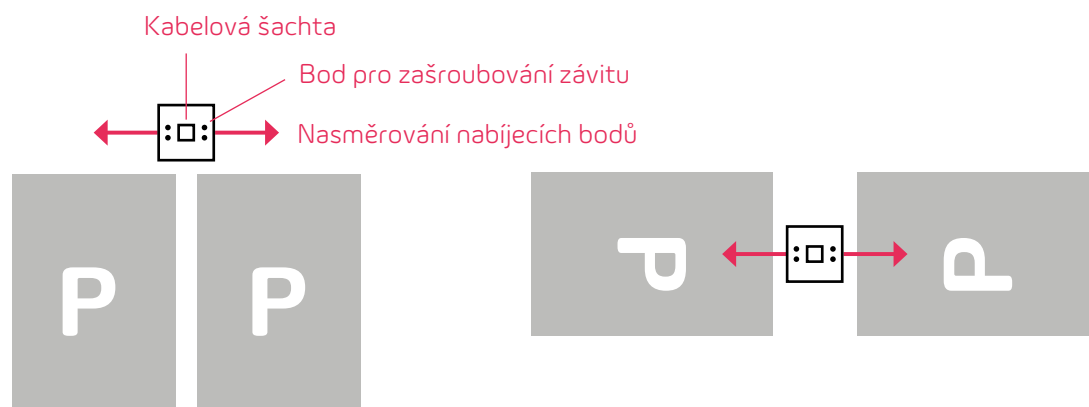 Kabelová šachta
Bod pro zašroubování závitu
Nasměrování nabíjecích bodů
P
P
P
P